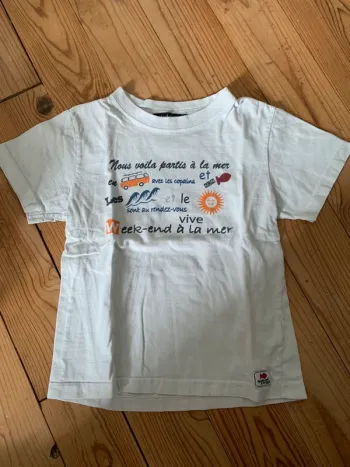 Nous voila partis à la mer
en avec les copains et
Les et le
sont au rendez-vous
vive
Week-end à la mer